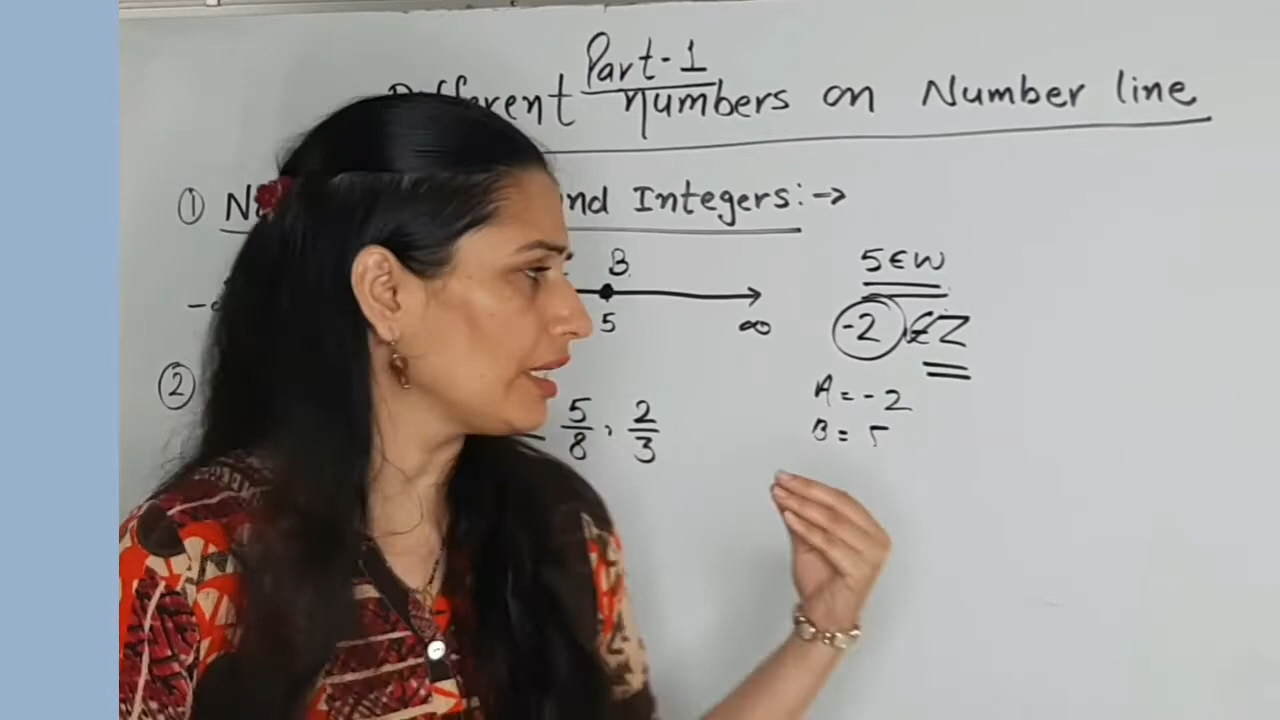 Part-1
numbers on Number line
① nd Integers:→
B
5 ∞
5 ∈ W
-2 ∈ Z
A = -2
B = 5
②
5/8, 2/3